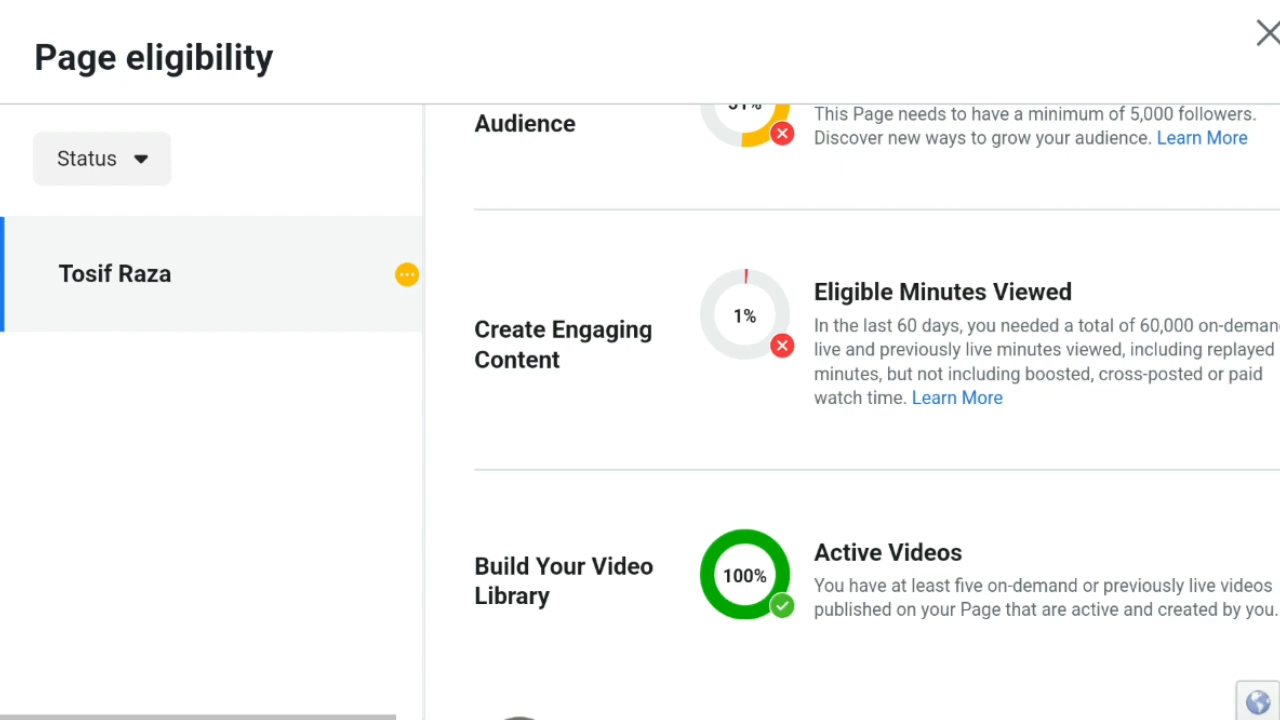 Page eligibility
Status
Tosif Raza
Audience
This Page needs to have a minimum of 5,000 followers.
Discover new ways to grow your audience. Learn More
Create Engaging
Content
1%
Eligible Minutes Viewed
In the last 60 days, you needed a total of 60,000 on-deman
live and previously live minutes viewed, including replayed
minutes, but not including boosted, cross-posted or paid
watch time. Learn More
Build Your Video
Library
100%
Active Videos
You have at least five on-demand or previously live videos
published on your Page that are active and created by you.